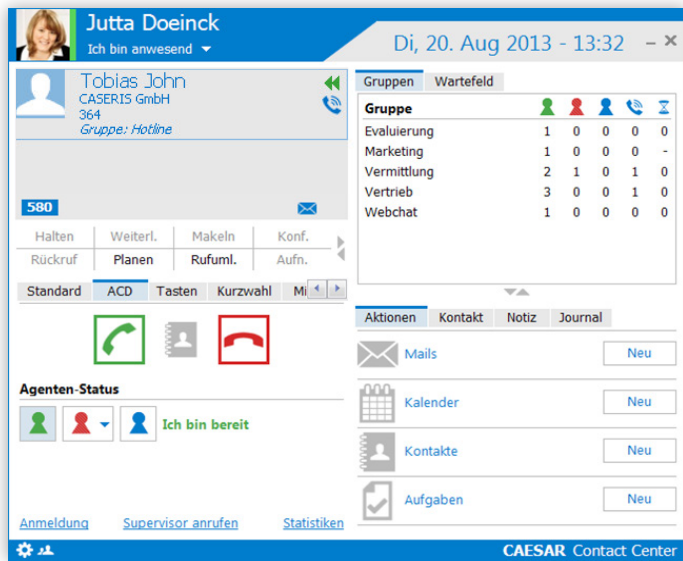 Jutta Doeinck
Ich bin anwesend
Di, 20. Aug 2013 - 13:32
Tobias John
CASERIS GmbH
364
Gruppe: Hotline
580
Halten Weiterl. Makeln Konf.
Rückruf Planen Rufuml. Aufn.
Standard ACD Tasten Kurzwahl Mi
Agenten-Status
Ich bin bereit
Anmeldung Supervisor anrufen Statistiken
Gruppen Wartefeld
Gruppe
Evaluierung 1 0 0 0 0
Marketing 1 0 0 0 -
Vermittlung 2 1 0 1 0
Vertrieb 3 0 0 1 0
Webchat 1 0 0 0 0
Aktionen Kontakt Notiz Journal
Mails Neu
Kalender Neu
Kontakte Neu
Aufgaben Neu
CAESAR Contact Center